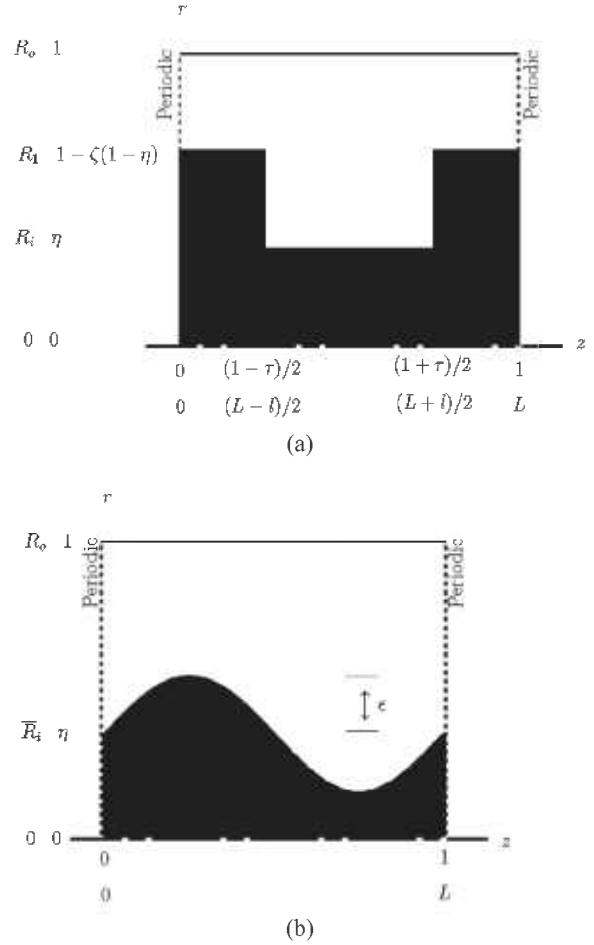 r
R_o 1
Periodic
Periodic
R_1 1 − ζ(1 − η)
R_i η
0 0
z
0 (1 − τ)/2 (1 + τ)/2 1
0 (L − l)/2 (L + l)/2 L
(a)
r
R_o 1
Periodic
Periodic
ϵ
R̅_i η
0 0
z
0 1
0 L
(b)